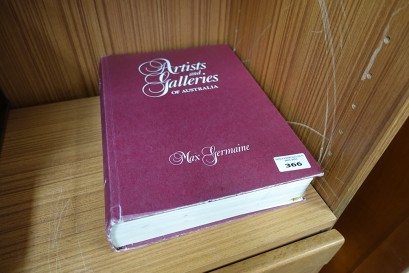 Artists
and
Galleries
OF AUSTRALIA
Max Germaine
366